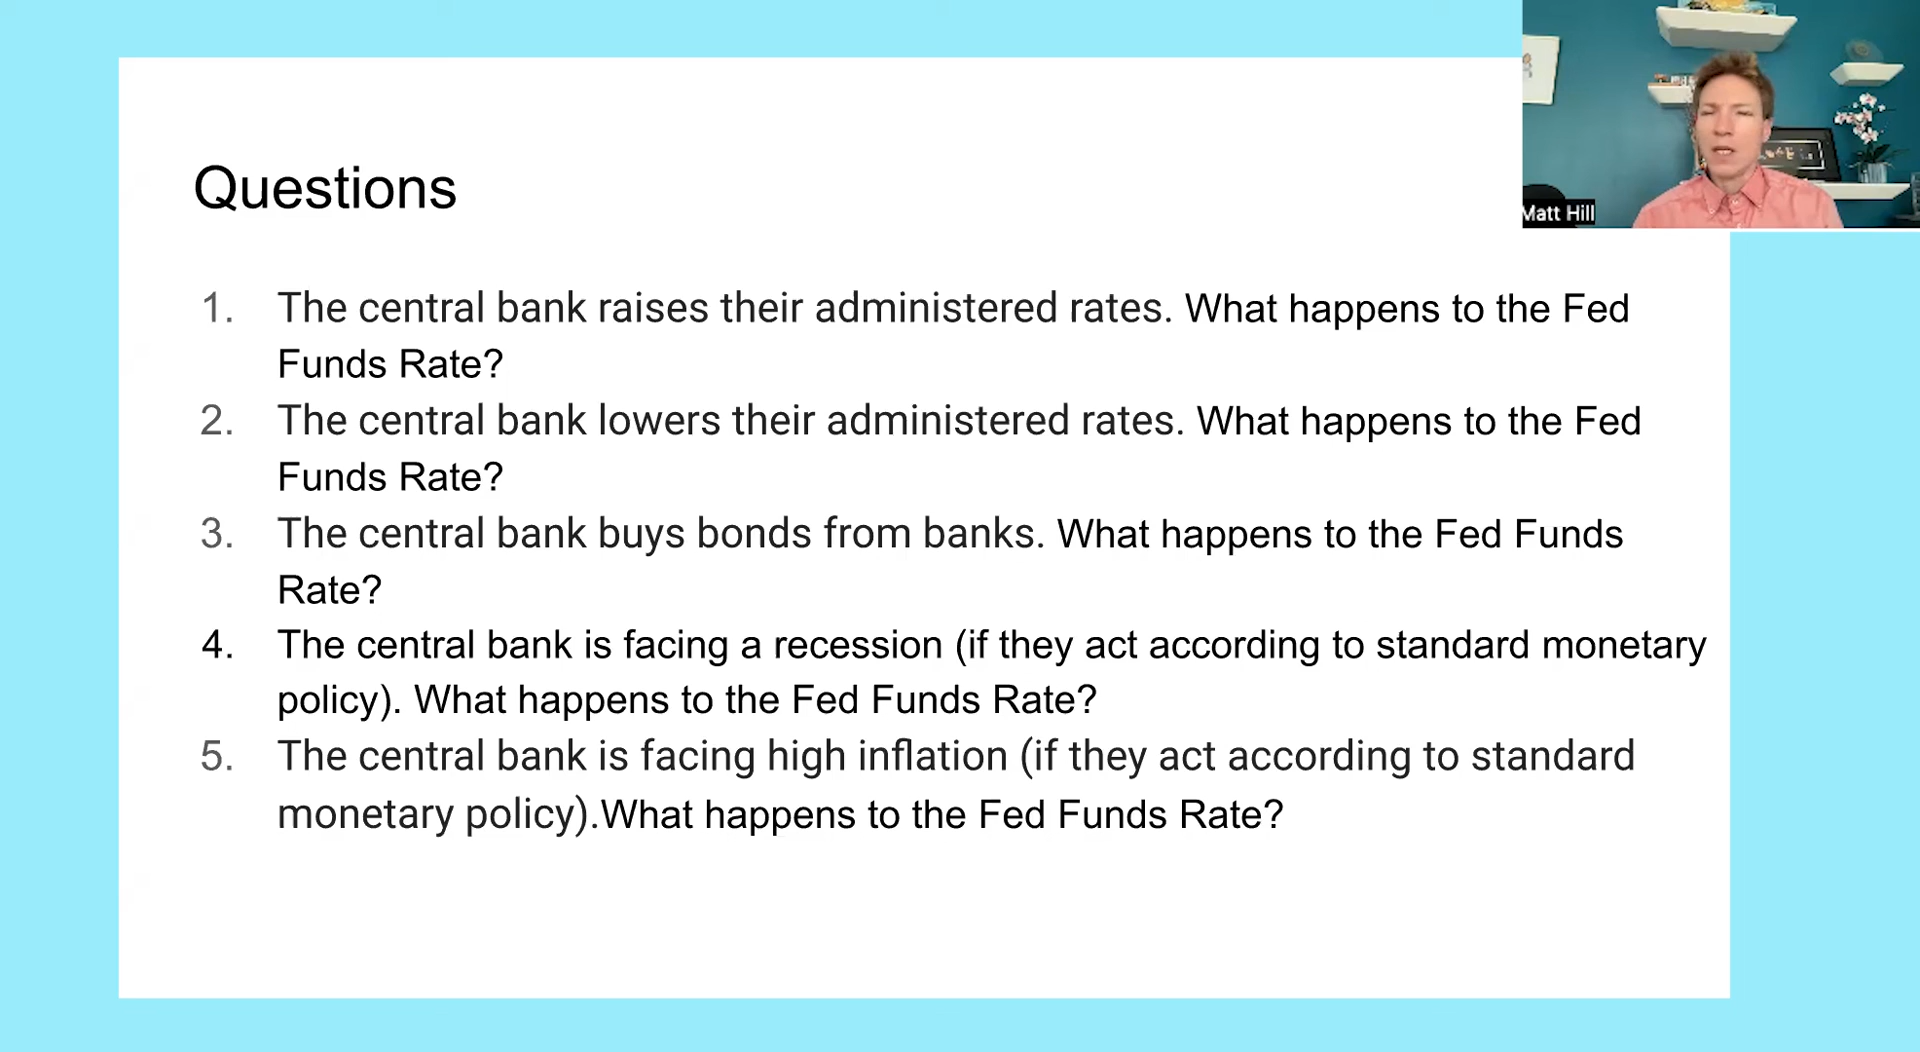 Questions
Matt Hill
1. The central bank raises their administered rates. What happens to the Fed
Funds Rate?
2. The central bank lowers their administered rates. What happens to the Fed
Funds Rate?
3. The central bank buys bonds from banks. What happens to the Fed Funds
Rate?
4. The central bank is facing a recession (if they act according to standard monetary
policy). What happens to the Fed Funds Rate?
5. The central bank is facing high inflation (if they act according to standard
monetary policy).What happens to the Fed Funds Rate?